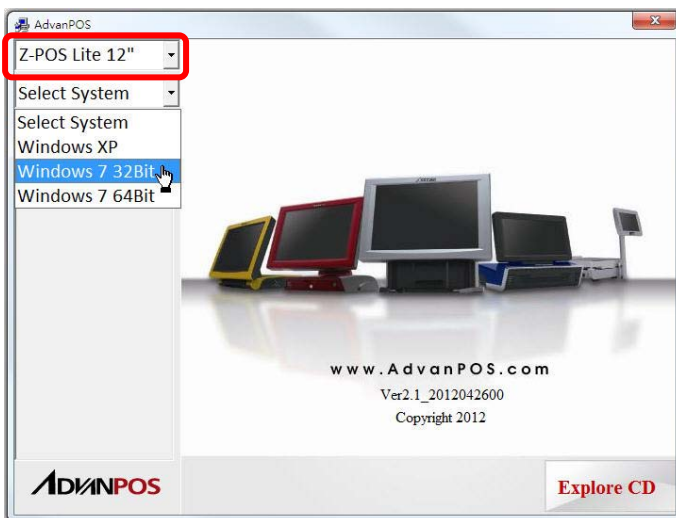 AdvanPOS
Z-POS Lite 12"
Select System
Select System
Windows XP
Windows 7 32Bit
Windows 7 64Bit
www.AdvanPOS.com
Ver2.1_2012042600
Copyright 2012
ADVANPOS
Explore CD